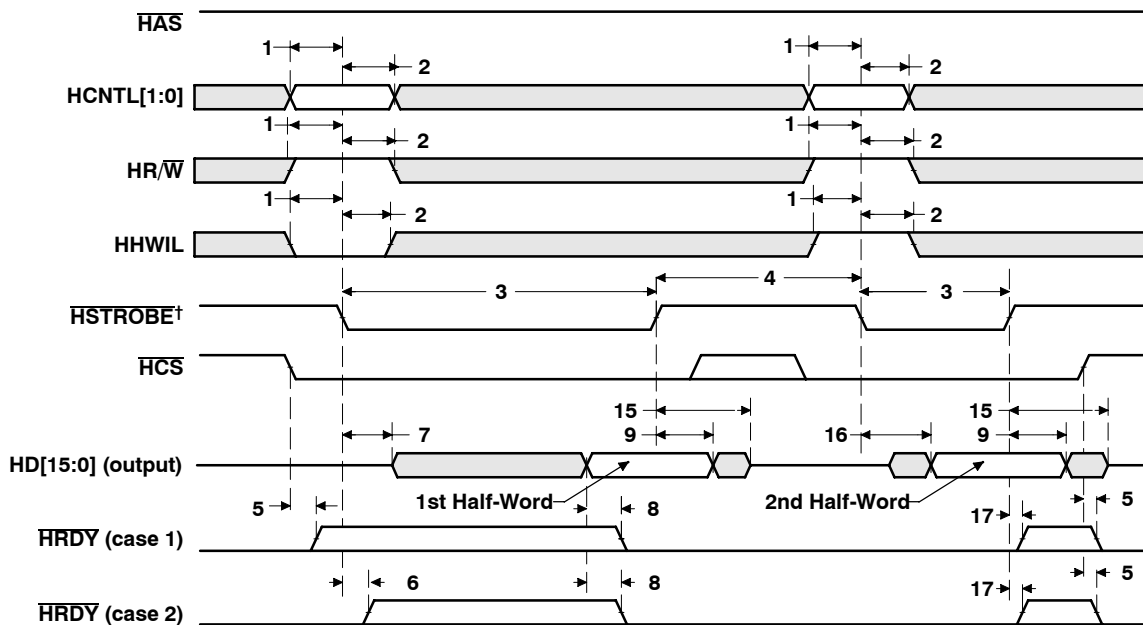 HAS
1
2
1
2
HCNTL[1:0]
1
2
1
2
HR/W
1
2
1
2
HHWIL
3
4
3
HSTROBE†
HCS
7
15
9
16
15
9
HD[15:0] (output)
1st Half-Word
2nd Half-Word
5
8
17
5
HRDY (case 1)
6
8
17
5
HRDY (case 2)